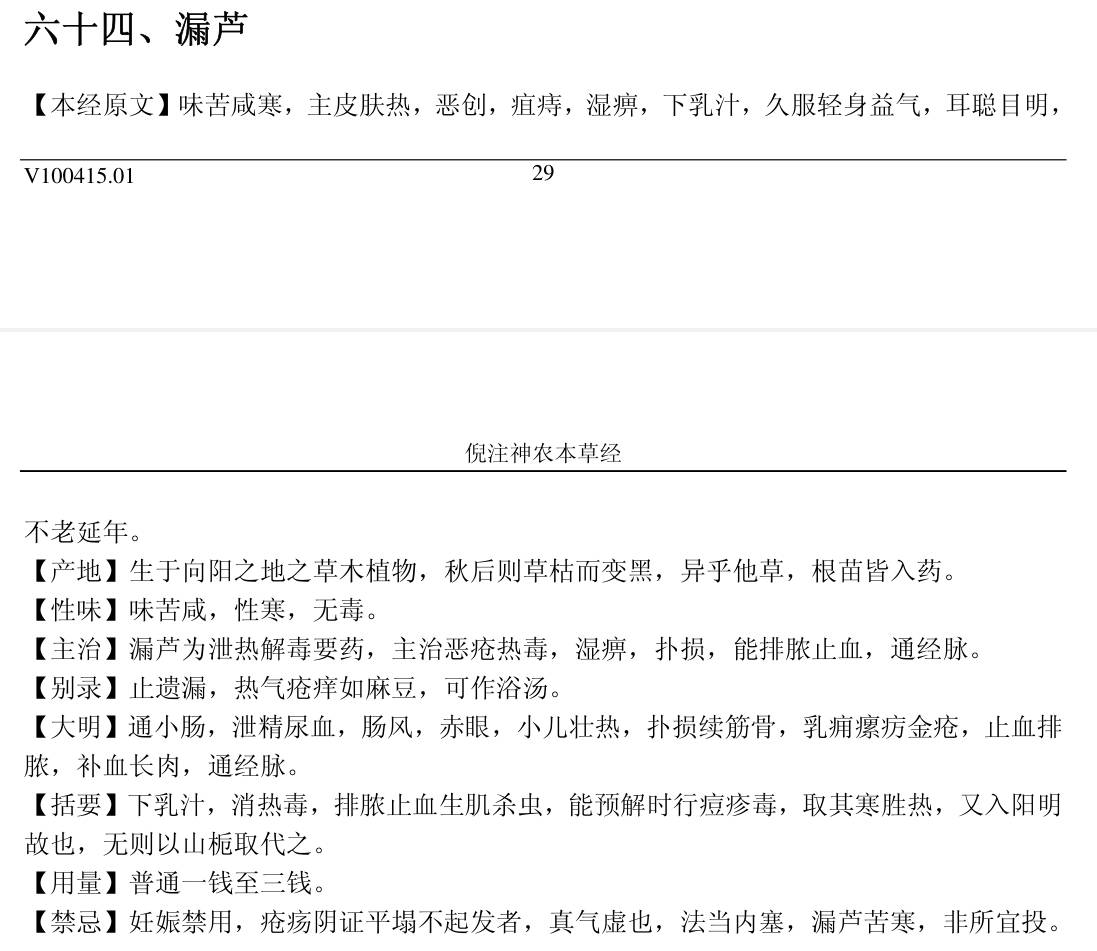 六十四、漏芦
【本经原文】味苦咸寒，主皮肤热，恶创，疽痔，湿痹，下乳汁，久服轻身益气，耳聪目明，
V100415.01 29
倪注神农本草经
不老延年。
【产地】生于向阳之地之草木植物，秋后则草枯而变黑，异乎他草，根苗皆入药。
【性味】味苦咸，性寒，无毒。
【主治】漏芦为泄热解毒要药，主治恶疮热毒，湿痹，扑损，能排脓止血，通经脉。
【别录】止遗漏，热气疮痒如麻豆，可作浴汤。
【大明】通小肠，泄精尿血，肠风，赤眼，小儿壮热，扑损续筋骨，乳痈瘰疬金疮，止血排
脓，补血长肉，通经脉。
【括要】下乳汁，消热毒，排脓止血生肌杀虫，能预解时行痘疹毒，取其寒胜热，又入阳明
故也，无则以山栀取代之。
【用量】普通一钱至三钱。
【禁忌】妊娠禁用，疮疡阴证平塌不起发者，真气虚也，法当内塞，漏芦苦寒，非所宜投。